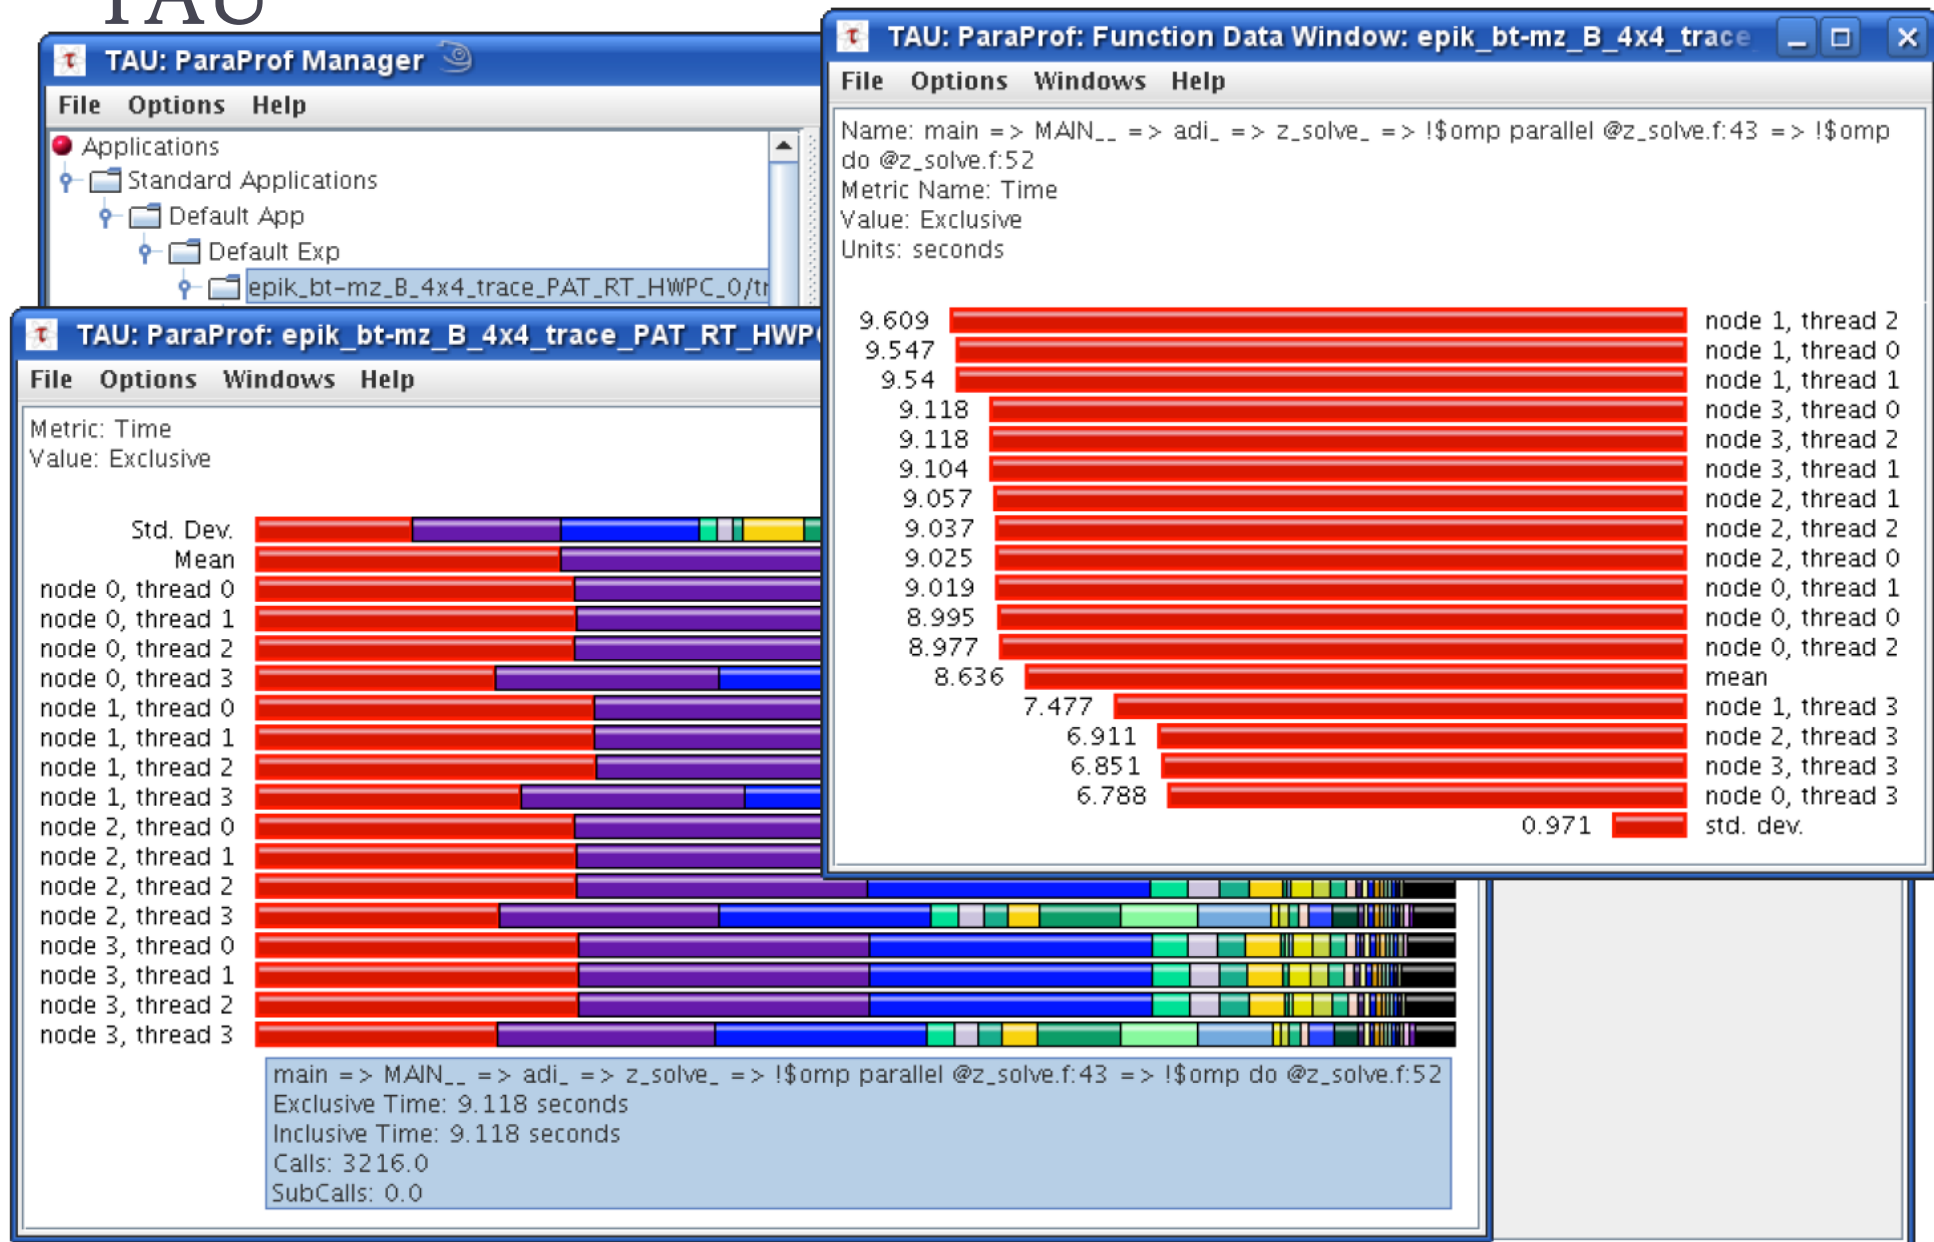 TAU
TAU: ParaProf Manager
File Options Help
Applications
Standard Applications
Default App
Default Exp
epik_bt-mz_B_4x4_trace_PAT_RT_HWPC_0/tr
TAU: ParaProf: Function Data Window: epik_bt-mz_B_4x4_trace
File Options Windows Help
Name: main => MAIN__ => adi_ => z_solve_ => !$omp parallel @z_solve.f:43 => !$omp
do @z_solve.f:52
Metric Name: Time
Value: Exclusive
Units: seconds
9.609 node 1, thread 2
9.547 node 1, thread 0
9.54 node 1, thread 1
9.118 node 3, thread 0
9.118 node 3, thread 2
9.104 node 3, thread 1
9.057 node 2, thread 1
9.037 node 2, thread 2
9.025 node 2, thread 0
9.019 node 0, thread 1
8.995 node 0, thread 0
8.977 node 0, thread 2
8.636 mean
7.477 node 1, thread 3
6.911 node 2, thread 3
6.851 node 3, thread 3
6.788 node 0, thread 3
0.971 std. dev.
TAU: ParaProf: epik_bt-mz_B_4x4_trace_PAT_RT_HWPC
File Options Windows Help
Metric: Time
Value: Exclusive
Std. Dev.
Mean
node 0, thread 0
node 0, thread 1
node 0, thread 2
node 0, thread 3
node 1, thread 0
node 1, thread 1
node 1, thread 2
node 1, thread 3
node 2, thread 0
node 2, thread 1
node 2, thread 2
node 2, thread 3
node 3, thread 0
node 3, thread 1
node 3, thread 2
node 3, thread 3
main => MAIN__ => adi_ => z_solve_ => !$omp parallel @z_solve.f:43 => !$omp do @z_solve.f:52
Exclusive Time: 9.118 seconds
Inclusive Time: 9.118 seconds
Calls: 3216.0
SubCalls: 0.0